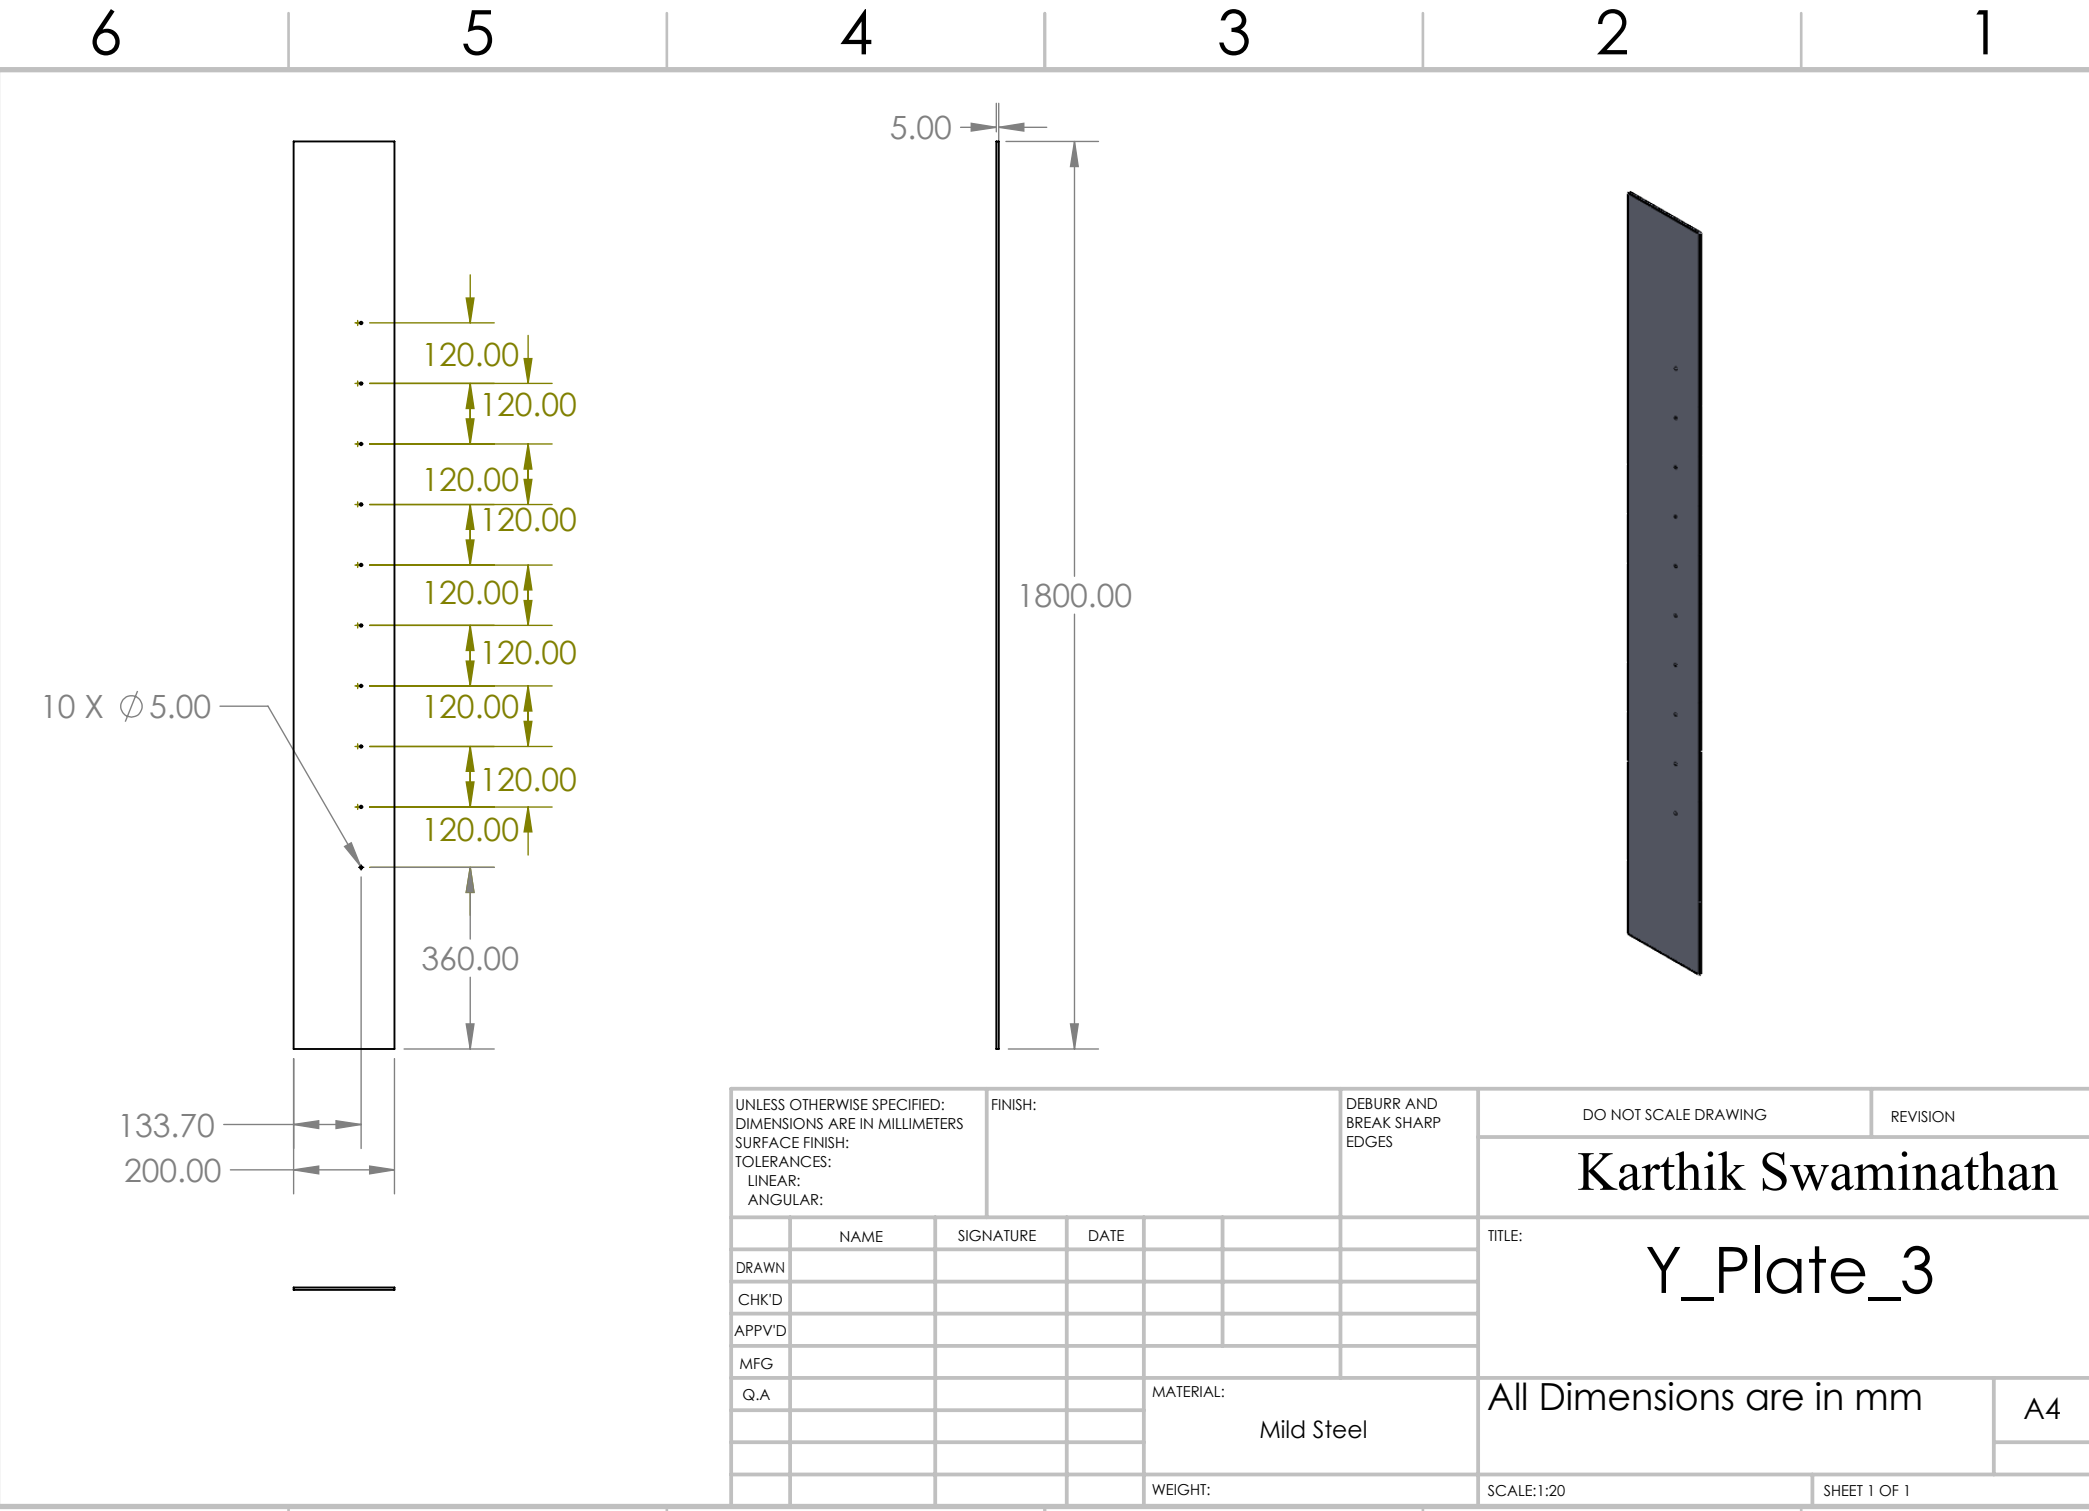 6 5 4 3 2 1
5.00
120.00
120.00
120.00
120.00
120.00
1800.00
120.00
10 X ∅5.00
120.00
120.00
120.00
360.00
133.70
200.00
UNLESS OTHERWISE SPECIFIED:
DIMENSIONS ARE IN MILLIMETERS
SURFACE FINISH:
TOLERANCES:
LINEAR:
ANGULAR:
FINISH:
DEBURR AND
BREAK SHARP
EDGES
DO NOT SCALE DRAWING
REVISION
Karthik Swaminathan
NAME SIGNATURE DATE
DRAWN
CHK'D
APPV'D
MFG
Q.A
TITLE:
Y_Plate_3
MATERIAL:
Mild Steel
All Dimensions are in mm
A4
WEIGHT:
SCALE:1:20
SHEET 1 OF 1